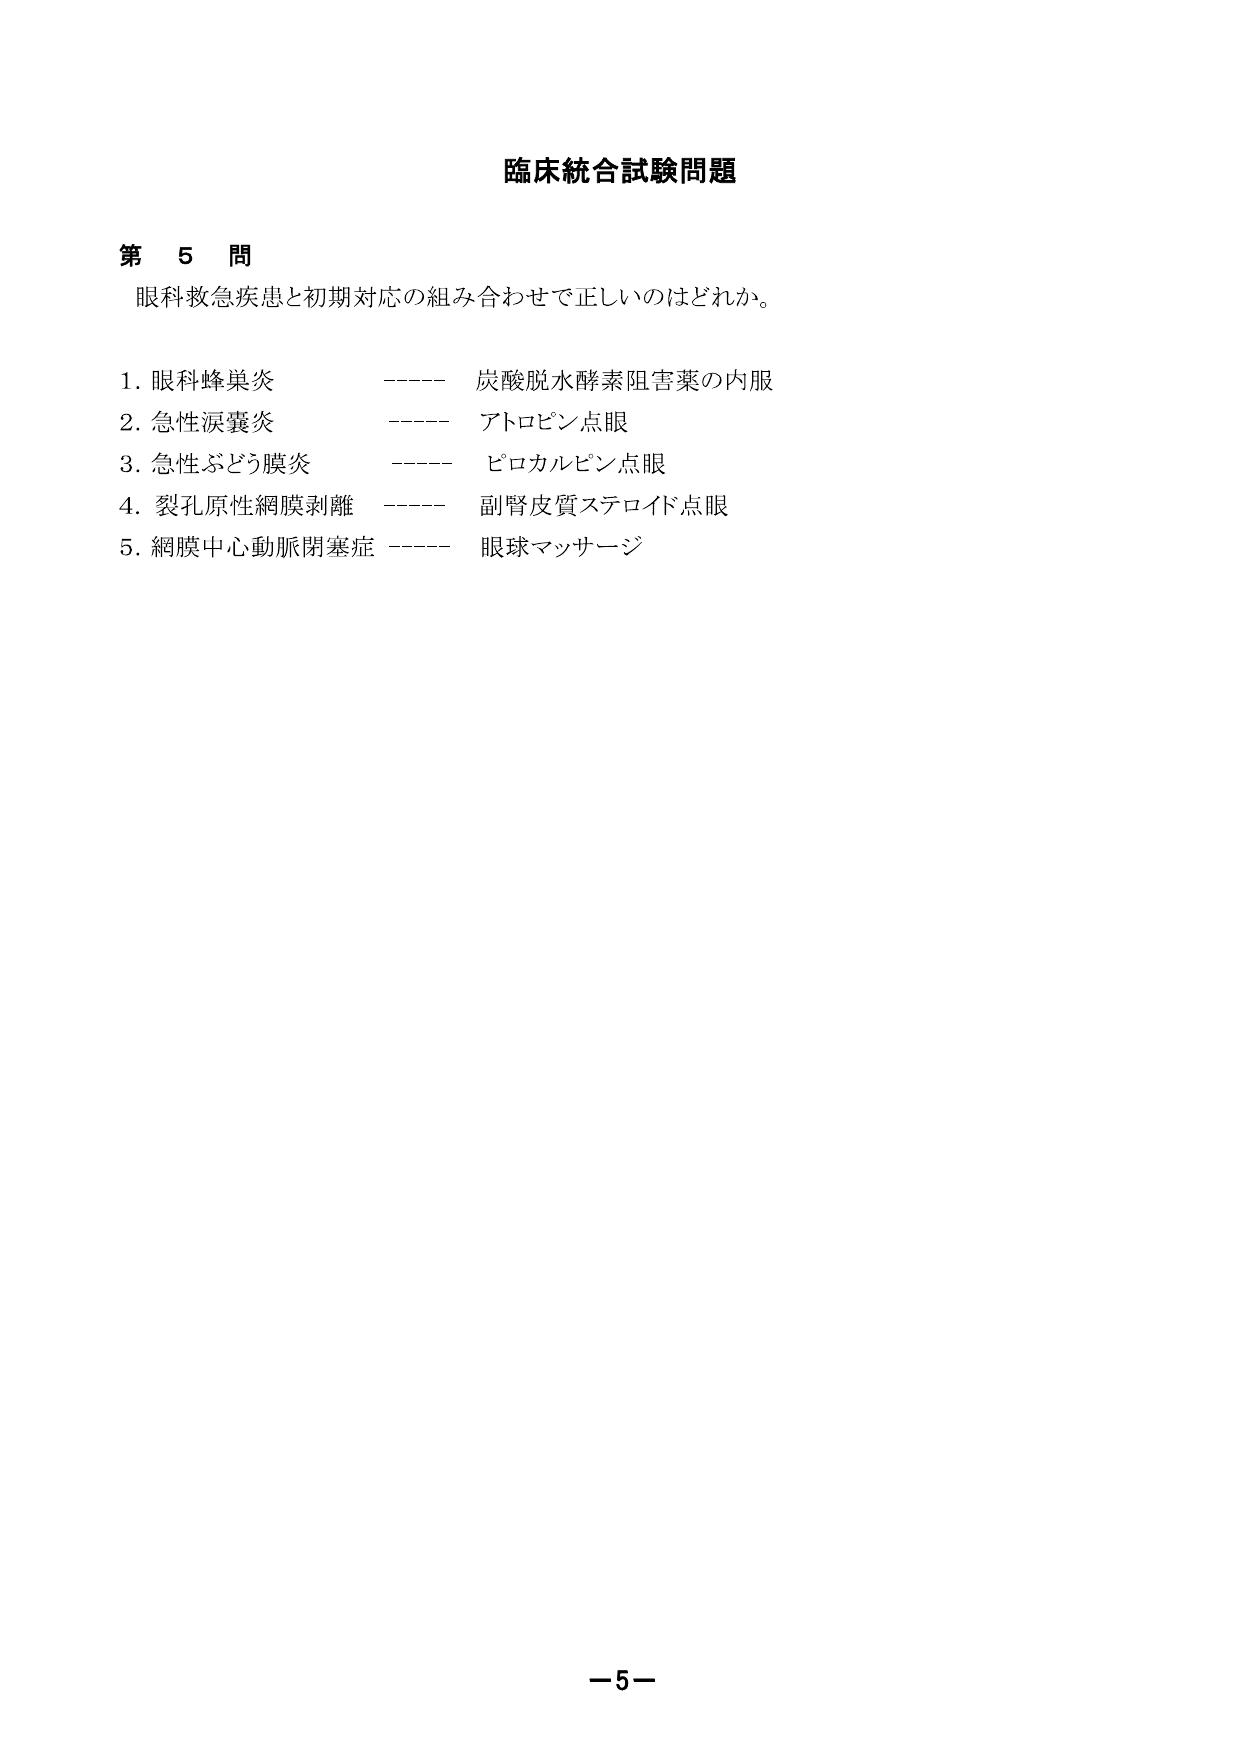 臨床統合試験問題
第 5 問
眼科救急疾患と初期対応の組み合わせで正しいのはどれか。
1. 眼科蜂巣炎 ----- 炭酸脱水酵素阻害薬の内服
2. 急性涙嚢炎 ----- アトロピン点眼
3. 急性ぶどう膜炎 ----- ピロカルピン点眼
4. 裂孔原性網膜剥離 ----- 副腎皮質ステロイド点眼
5. 網膜中心動脈閉塞症 ----- 眼球マッサージ
－5－